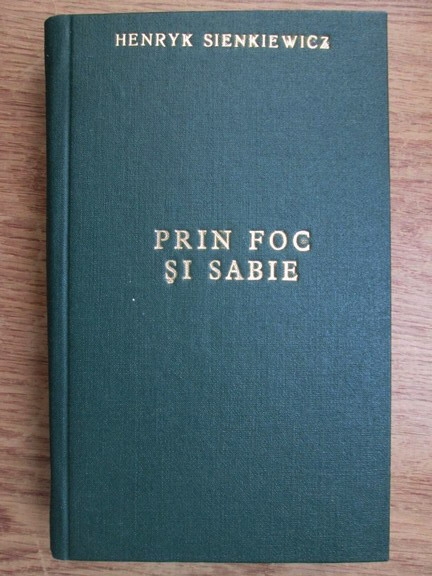 HENRYK SIENKIEWICZ
PRIN FOC
ŞI SABIE